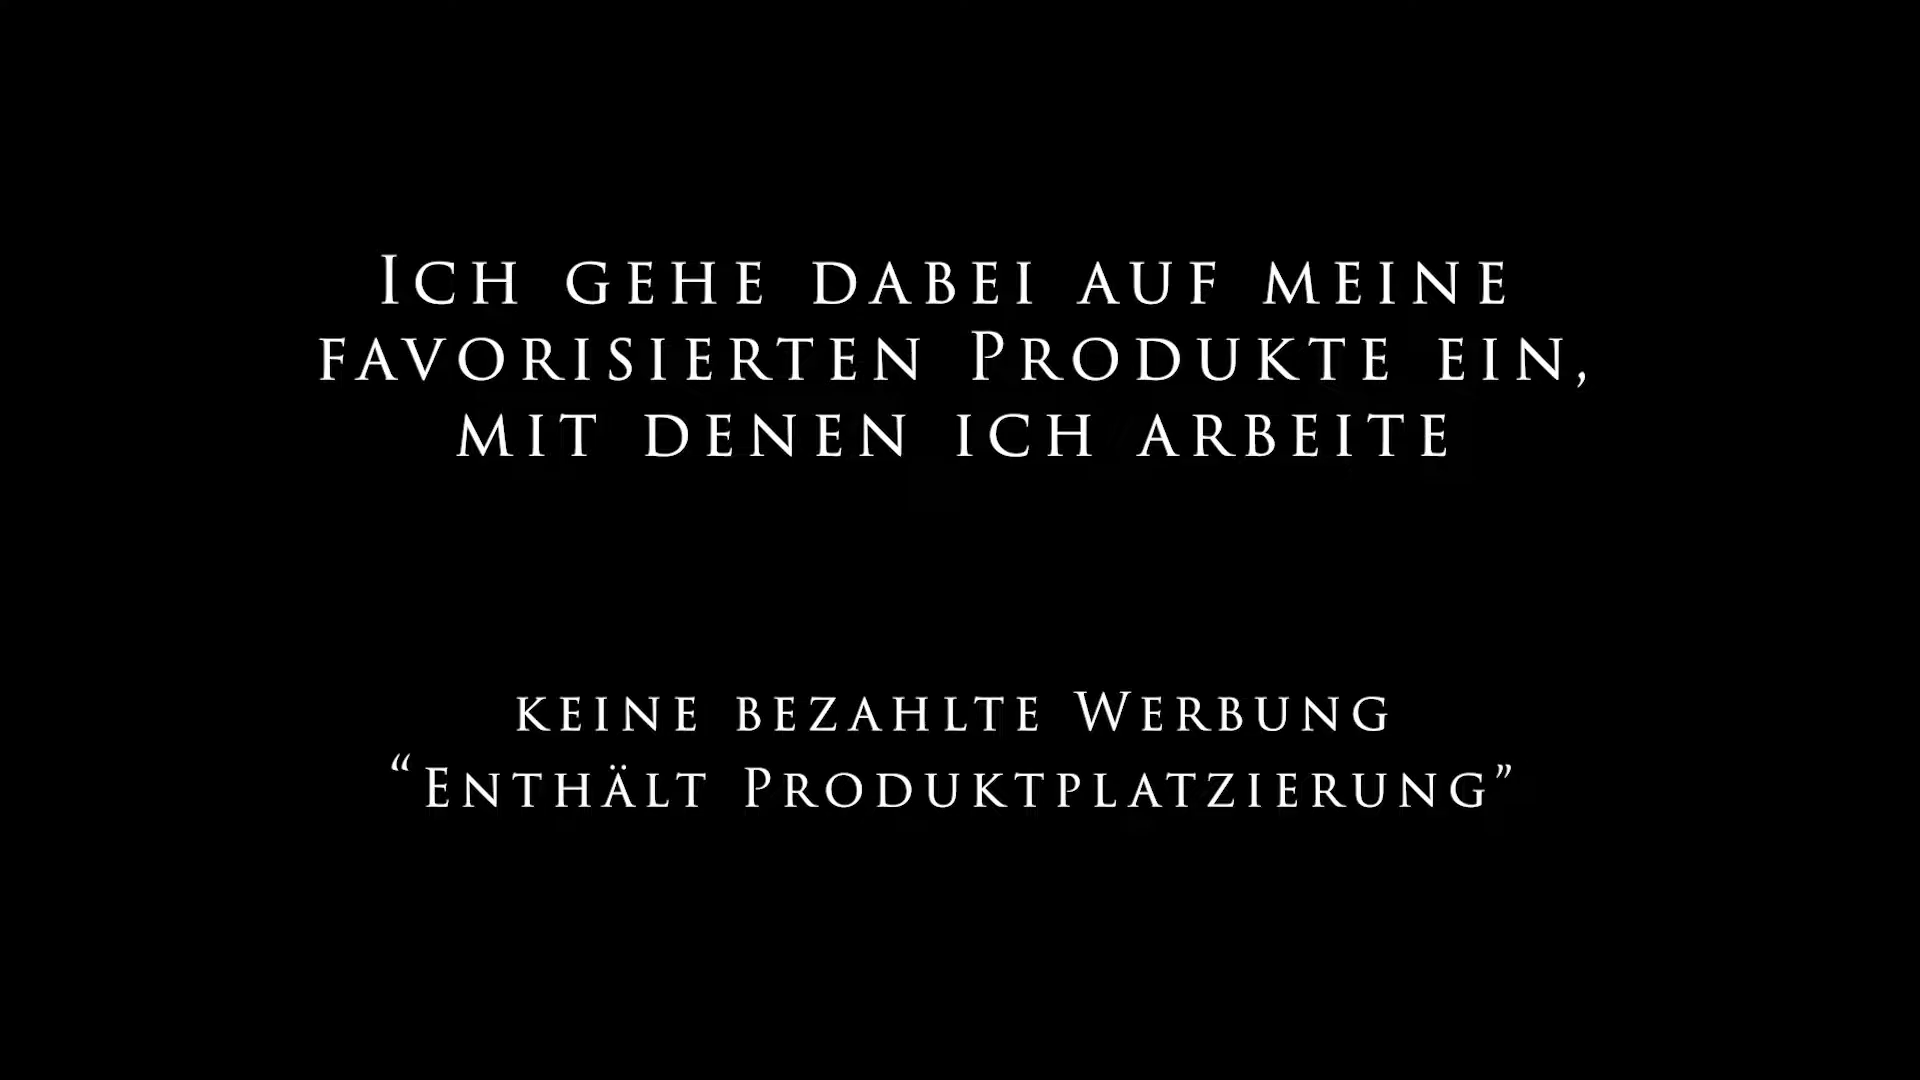 Ich gehe dabei auf meine
favorisierten Produkte ein,
mit denen ich arbeite
keine bezahlte Werbung
“Enthält Produktplatzierung”